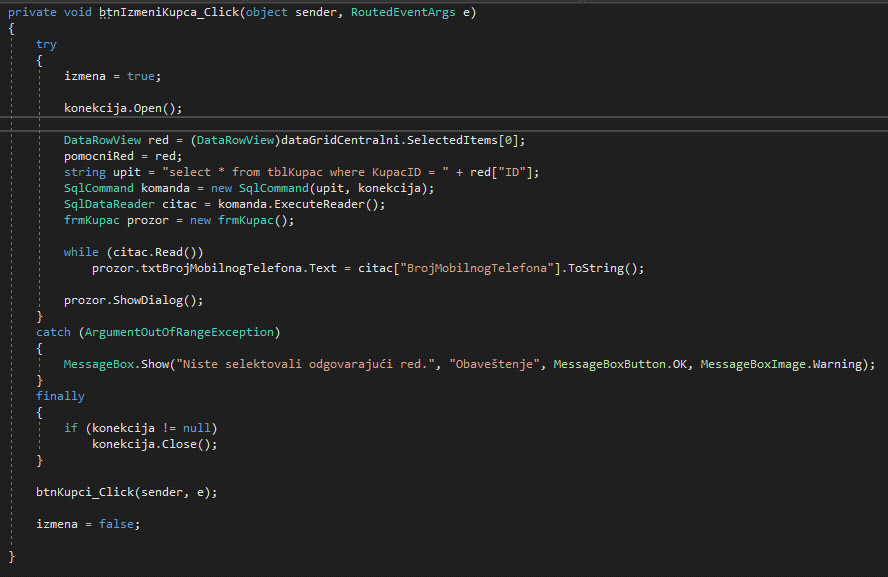 private void btnIzmeniKupca_Click(object sender, RoutedEventArgs e)
{
try
{
izmena = true;
konekcija.Open();
DataRowView red = (DataRowView)dataGridCentralni.SelectedItems[0];
pomocniRed = red;
string upit = "select * from tblKupac where KupacID = " + red["ID"];
SqlCommand komanda = new SqlCommand(upit, konekcija);
SqlDataReader citac = komanda.ExecuteReader();
frmKupac prozor = new frmKupac();
while (citac.Read())
prozor.txtBrojMobilnogTelefona.Text = citac["BrojMobilnogTelefona"].ToString();
prozor.ShowDialog();
}
catch (ArgumentOutOfRangeException)
{
MessageBox.Show("Niste selektovali odgovarajući red.", "Obaveštenje", MessageBoxButton.OK, MessageBoxImage.Warning);
}
finally
{
if (konekcija != null)
konekcija.Close();
}
btnKupci_Click(sender, e);
izmena = false;
}